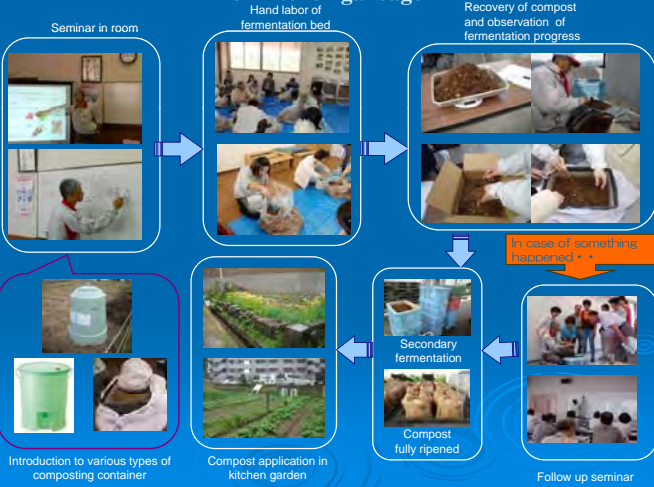 Seminar in room
Hand labor of
fermentation bed
Recovery of compost
and observation of
fermentation progress
In case of something
happened・・
Secondary
fermentation
Compost
fully ripened
Introduction to various types of
composting container
Compost application in
kitchen garden
Follow up seminar